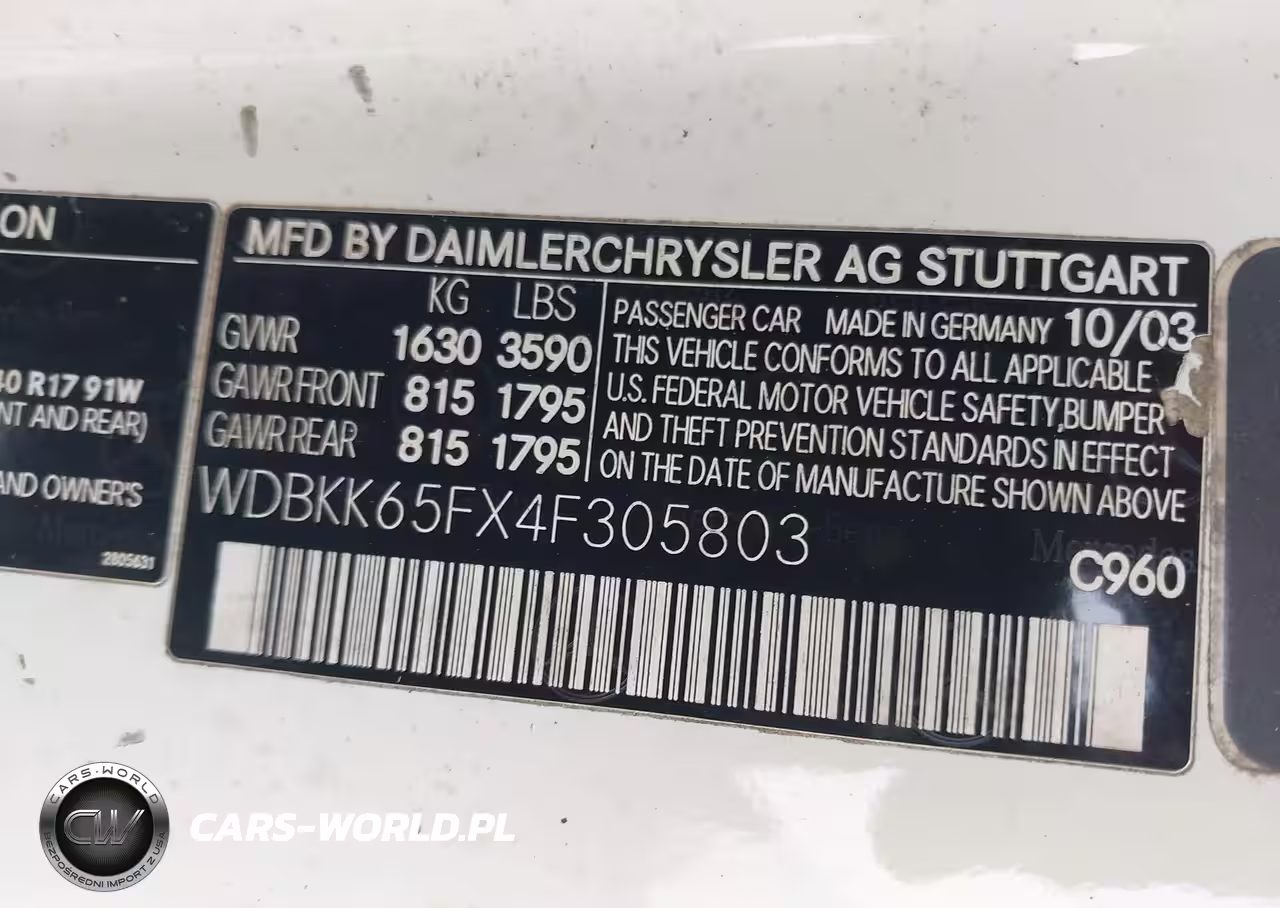 ON
40 R17 91W
NT AND REAR)
AND OWNER'S
2805631
MFD BY DAIMLERCHRYSLER AG STUTTGART
KG LBS
GVWR 1630 3590
GAWR FRONT 815 1795
GAWR REAR 815 1795
PASSENGER CAR MADE IN GERMANY 10/03
THIS VEHICLE CONFORMS TO ALL APPLICABLE
U.S. FEDERAL MOTOR VEHICLE SAFETY,BUMPER
AND THEFT PREVENTION STANDARDS IN EFFECT
ON THE DATE OF MANUFACTURE SHOWN ABOVE
WDBKK65FX4F305803
Mercedes
C960
CARS-WORLD
CW
BEZPOŚREDNI IMPORT Z USA
CARS-WORLD.PL